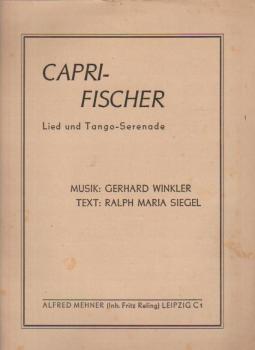 CAPRI-
FISCHER
Lied und Tango-Serenade
MUSIK: GERHARD WINKLER
TEXT: RALPH MARIA SIEGEL
ALFRED MEHNER (Inh. Fritz Reling) LEIPZIG C 1